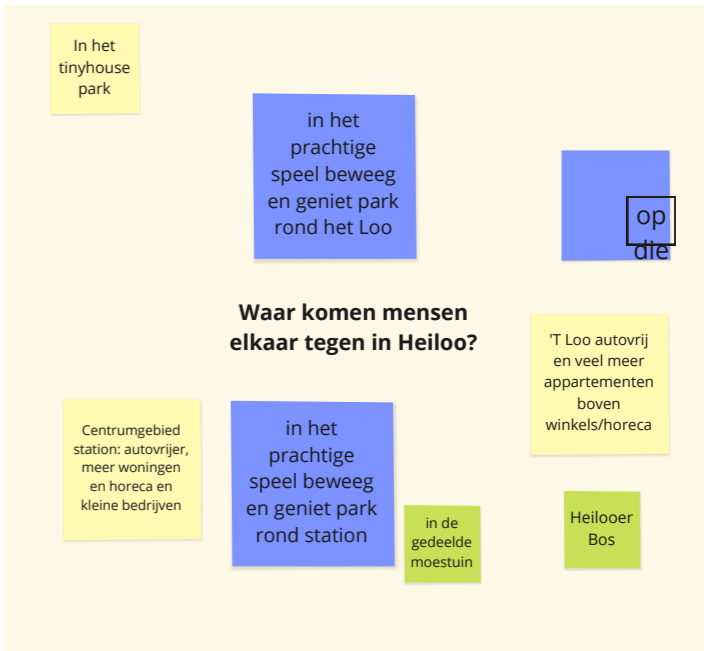 In het
tinyhouse
park
in het
prachtige
speel beweeg
en geniet park
rond het Loo
op
die
Waar komen mensen
elkaar tegen in Heiloo?
'T Loo autovrij
en veel meer
appartementen
boven
winkels/horeca
Centrumgebied
station: autovrijer,
meer woningen
en horeca en
kleine bedrijven
in het
prachtige
speel beweeg
en geniet park
rond station
in de
gedeelde
moestuin
Heilooer
Bos